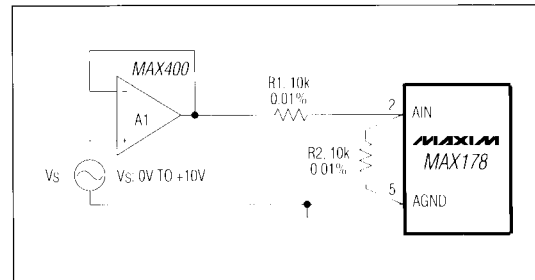 MAX400
A1
VS
VS: 0V TO +10V
R1. 10k
0.01%
R2. 10k
0.01%
2
AIN
MAXIM
MAX178
5
AGND